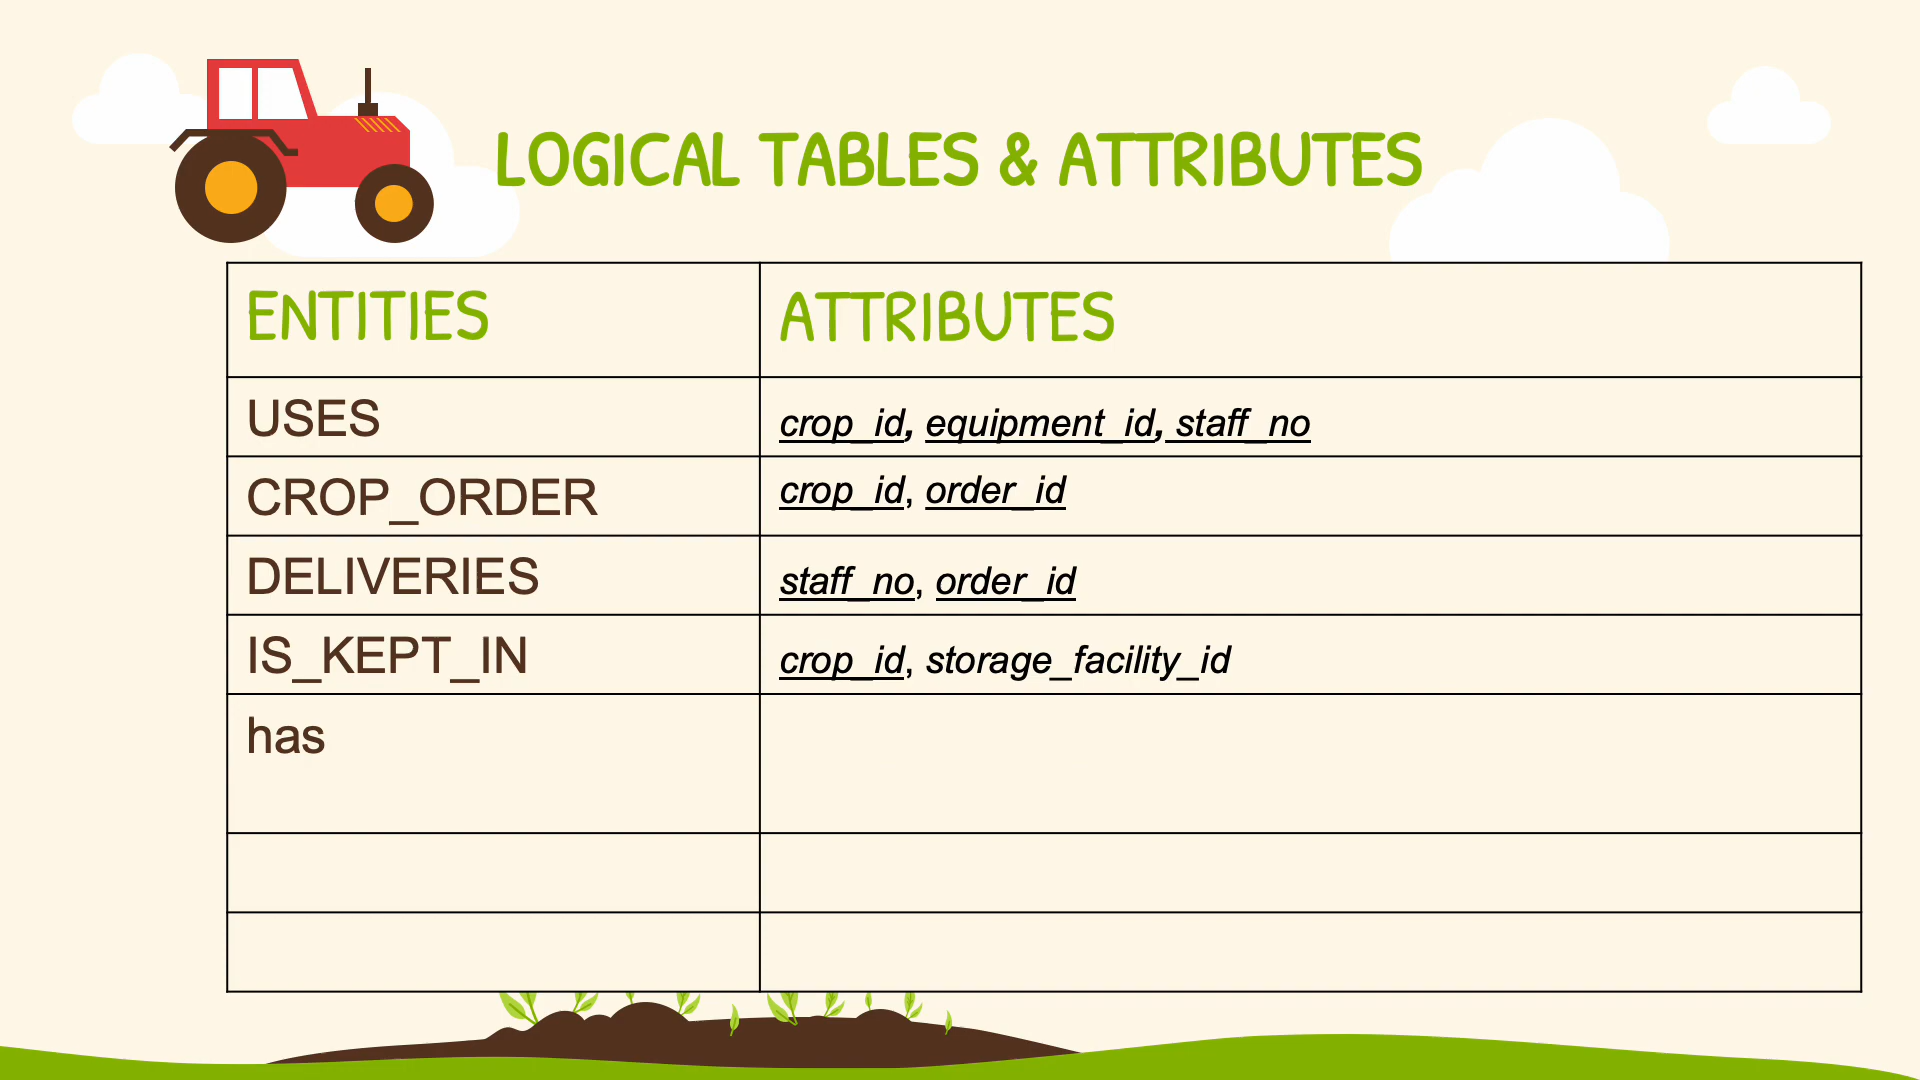 LOGICAL TABLES & ATTRIBUTES
ENTITIES
ATTRIBUTES
USES
crop_id, equipment_id, staff_no
CROP_ORDER
crop_id, order_id
DELIVERIES
staff_no, order_id
IS_KEPT_IN
crop_id, storage_facility_id
has